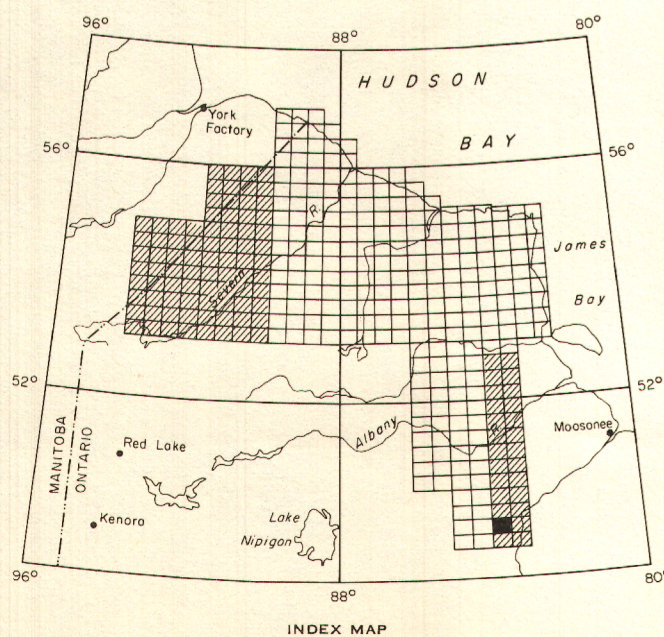 96°
88°
80°
HUDSON
BAY
York
Factory
56°
56°
R.
James
Bay
Severn
52°
52°
MANITOBA
ONTARIO
Red Lake
Albany
R.
Moosonee
Kenora
Lake
Nipigon
96°
88°
80°
INDEX MAP